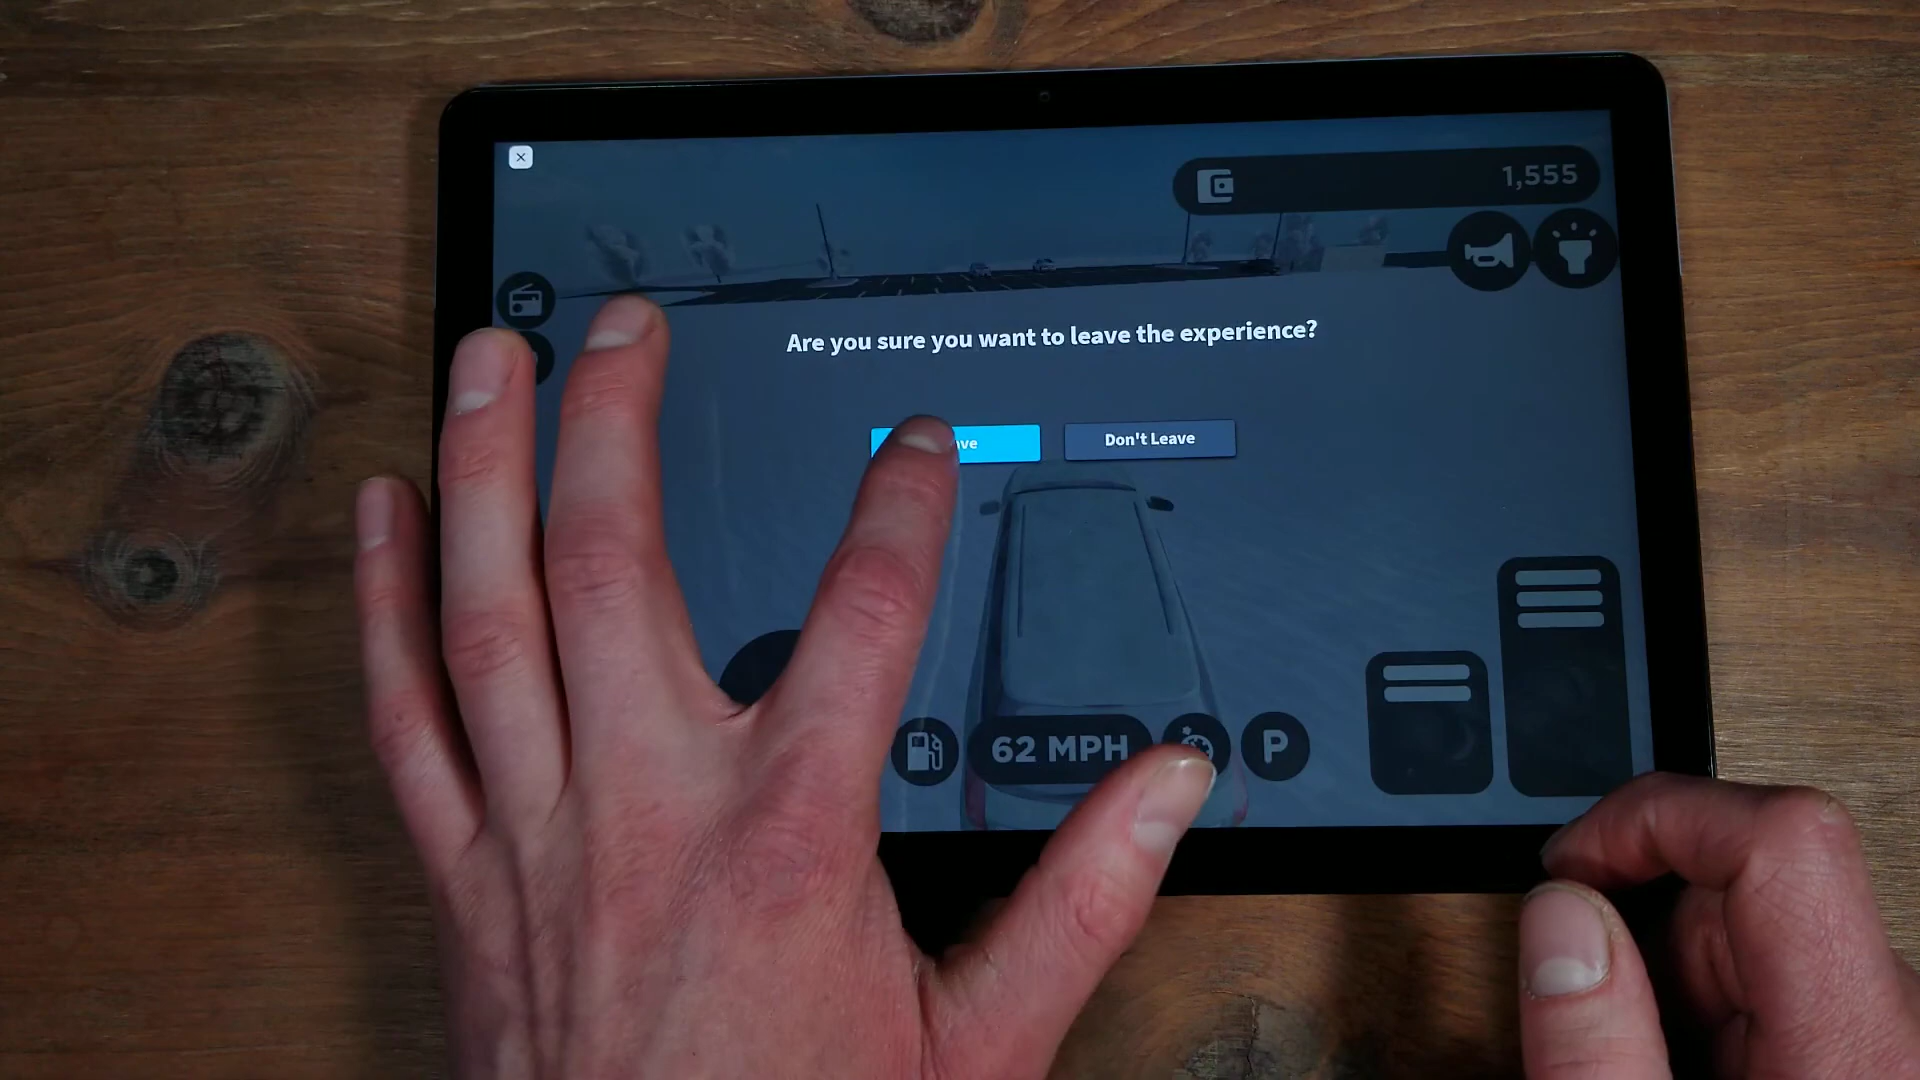 1,555
Are you sure you want to leave the experience?
Don't Leave
62 MPH
P